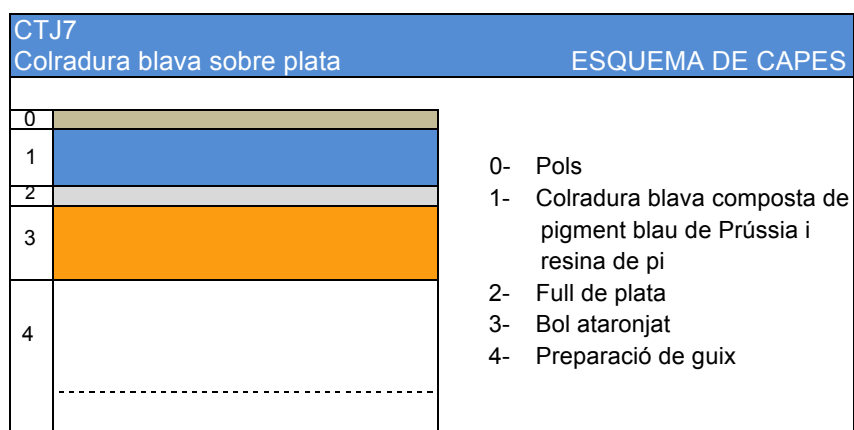 CTJ7
Colradura blava sobre plata ESQUEMA DE CAPES
0
1
2
3
4
0- Pols
1- Colradura blava composta de
pigment blau de Prússia i
resina de pi
2- Full de plata
3- Bol ataronjat
4- Preparació de guix